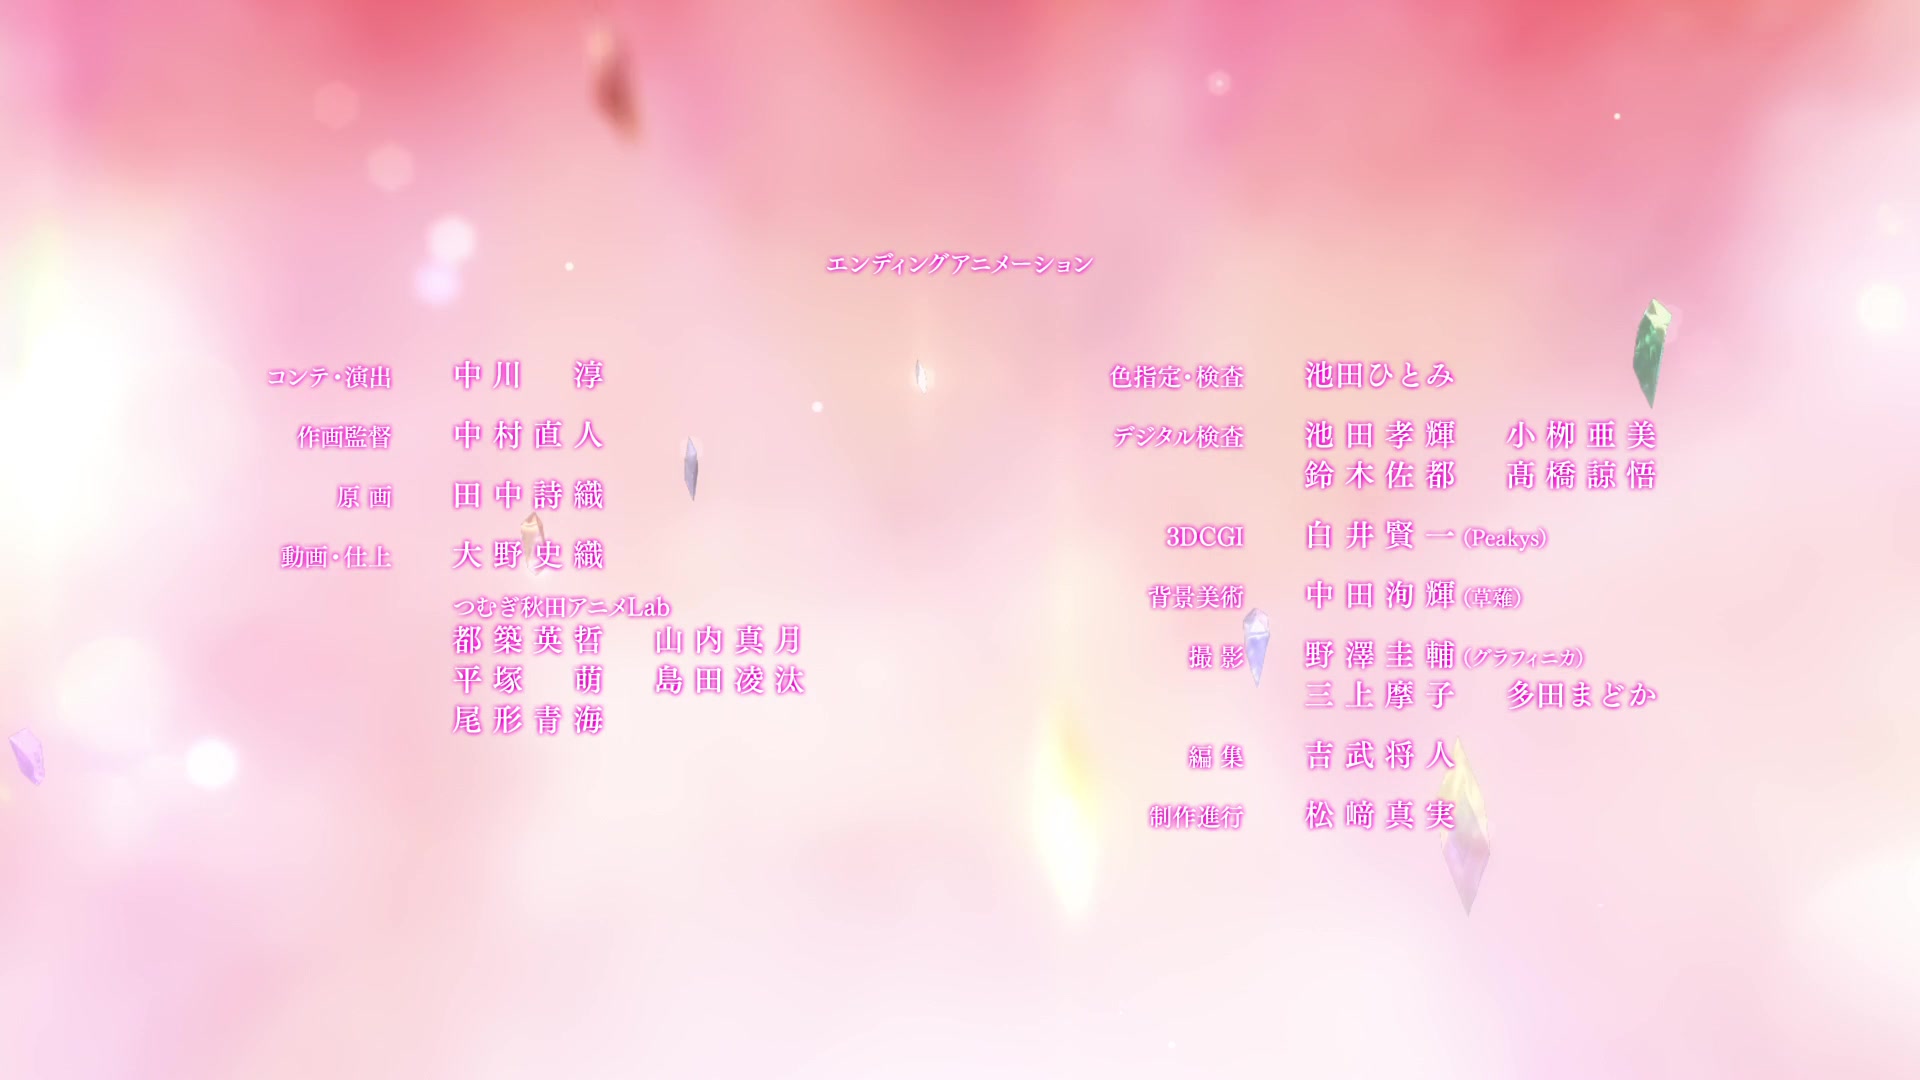 エンディングアニメーション
コンテ・演出 中川 淳
作画監督 中村直人
原画 田中詩織
動画・仕上 大野史織
つむぎ秋田アニメLab
都築英哲 山内真月
平塚 萌 島田凌汰
尾形青海
色指定・検査 池田ひとみ
デジタル検査 池田孝輝 小栁亜美
鈴木佐都 髙橋諒悟
3DCGI 白井賢一(Peakys)
背景美術 中田洵輝(草薙)
撮影 野澤圭輔(グラフィニカ)
三上摩子 多田まどか
編集 吉武将人
制作進行 松﨑真実